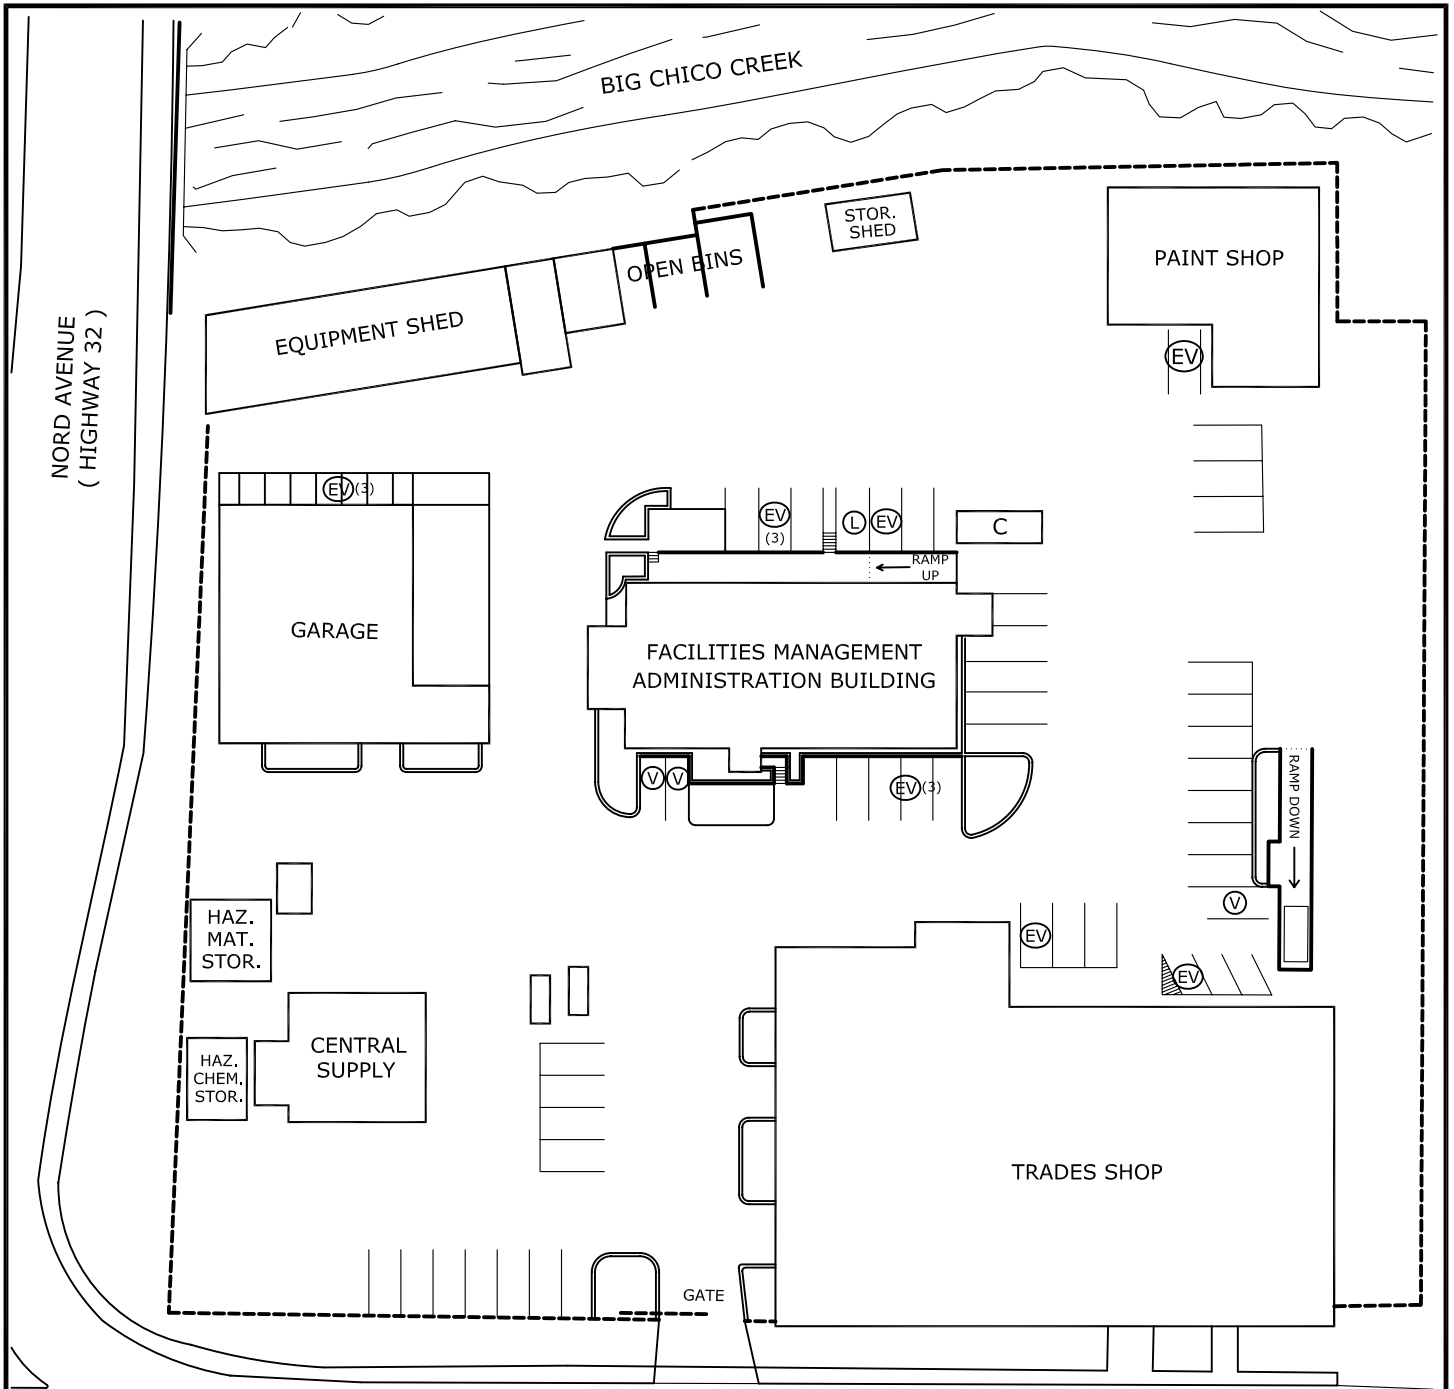 BIG CHICO CREEK
STOR.
SHED
PAINT SHOP
OPEN BINS
EQUIPMENT SHED
NORD AVENUE
( HIGHWAY 32 )
EV
EV (3)
EV
(3)
L
EV
C
RAMP
UP
GARAGE
FACILITIES MANAGEMENT
ADMINISTRATION BUILDING
V
V
EV (3)
RAMP DOWN
V
HAZ.
MAT.
STOR.
EV
EV
CENTRAL
SUPPLY
HAZ.
CHEM.
STOR.
TRADES SHOP
GATE